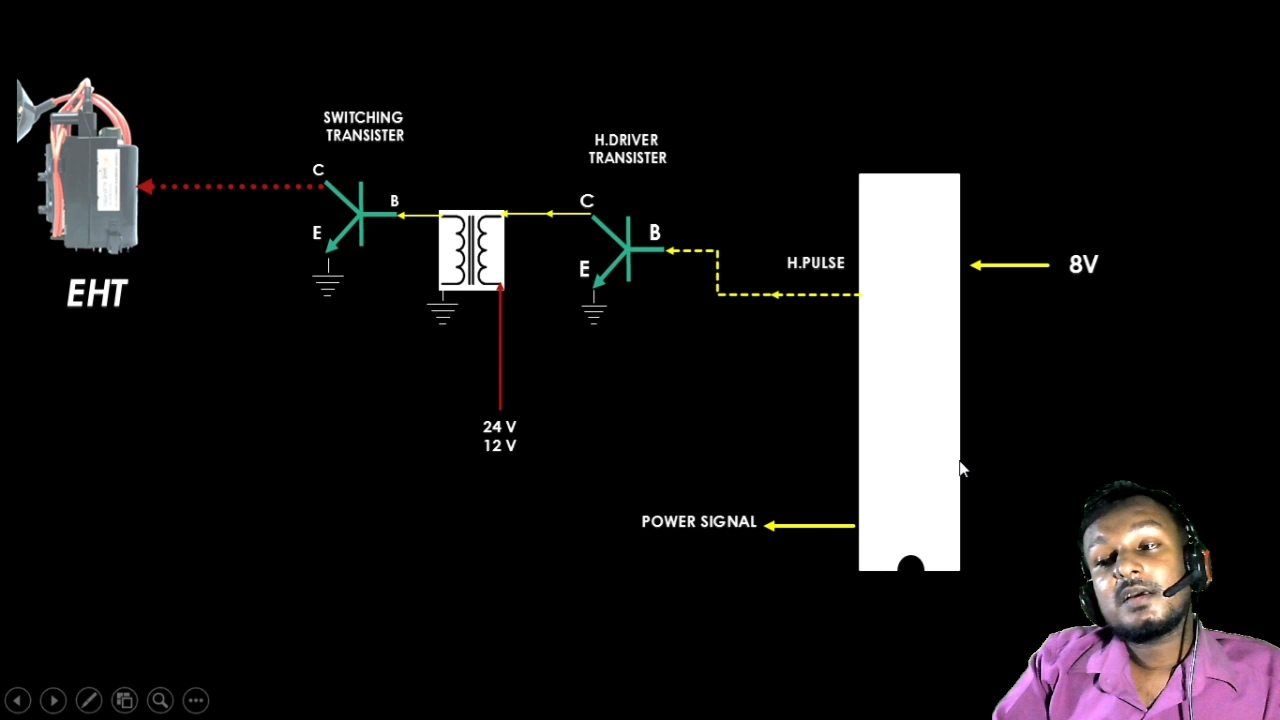 SWITCHING
TRANSISTER
H.DRIVER
TRANSISTER
C
B
E
C
B
E
H.PULSE
8V
EHT
24 V
12 V
POWER SIGNAL